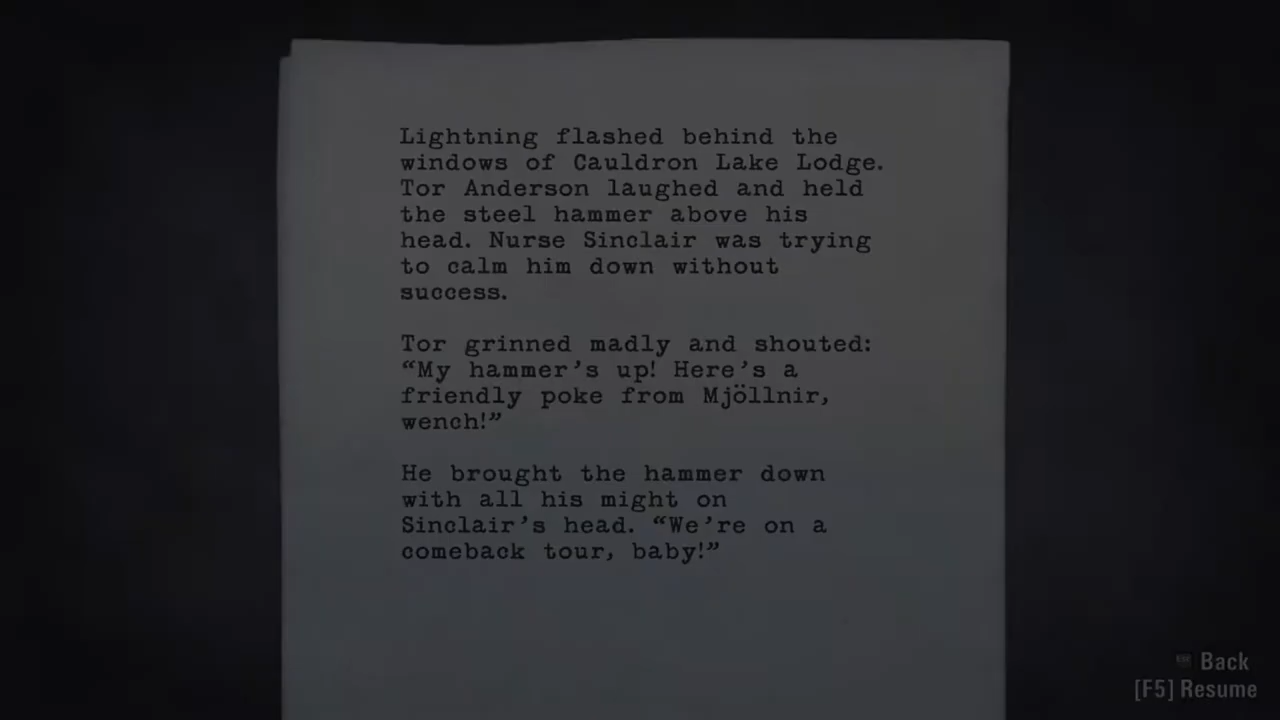 Lightning flashed behind the
windows of Cauldron Lake Lodge.
Tor Anderson laughed and held
the steel hammer above his
head. Nurse Sinclair was trying
to calm him down without
success.
Tor grinned madly and shouted:
“My hammer’s up! Here’s a
friendly poke from Mjöllnir,
wench!”
He brought the hammer down
with all his might on
Sinclair’s head. “We’re on a
comeback tour, baby!”
Back
[F5] Resume